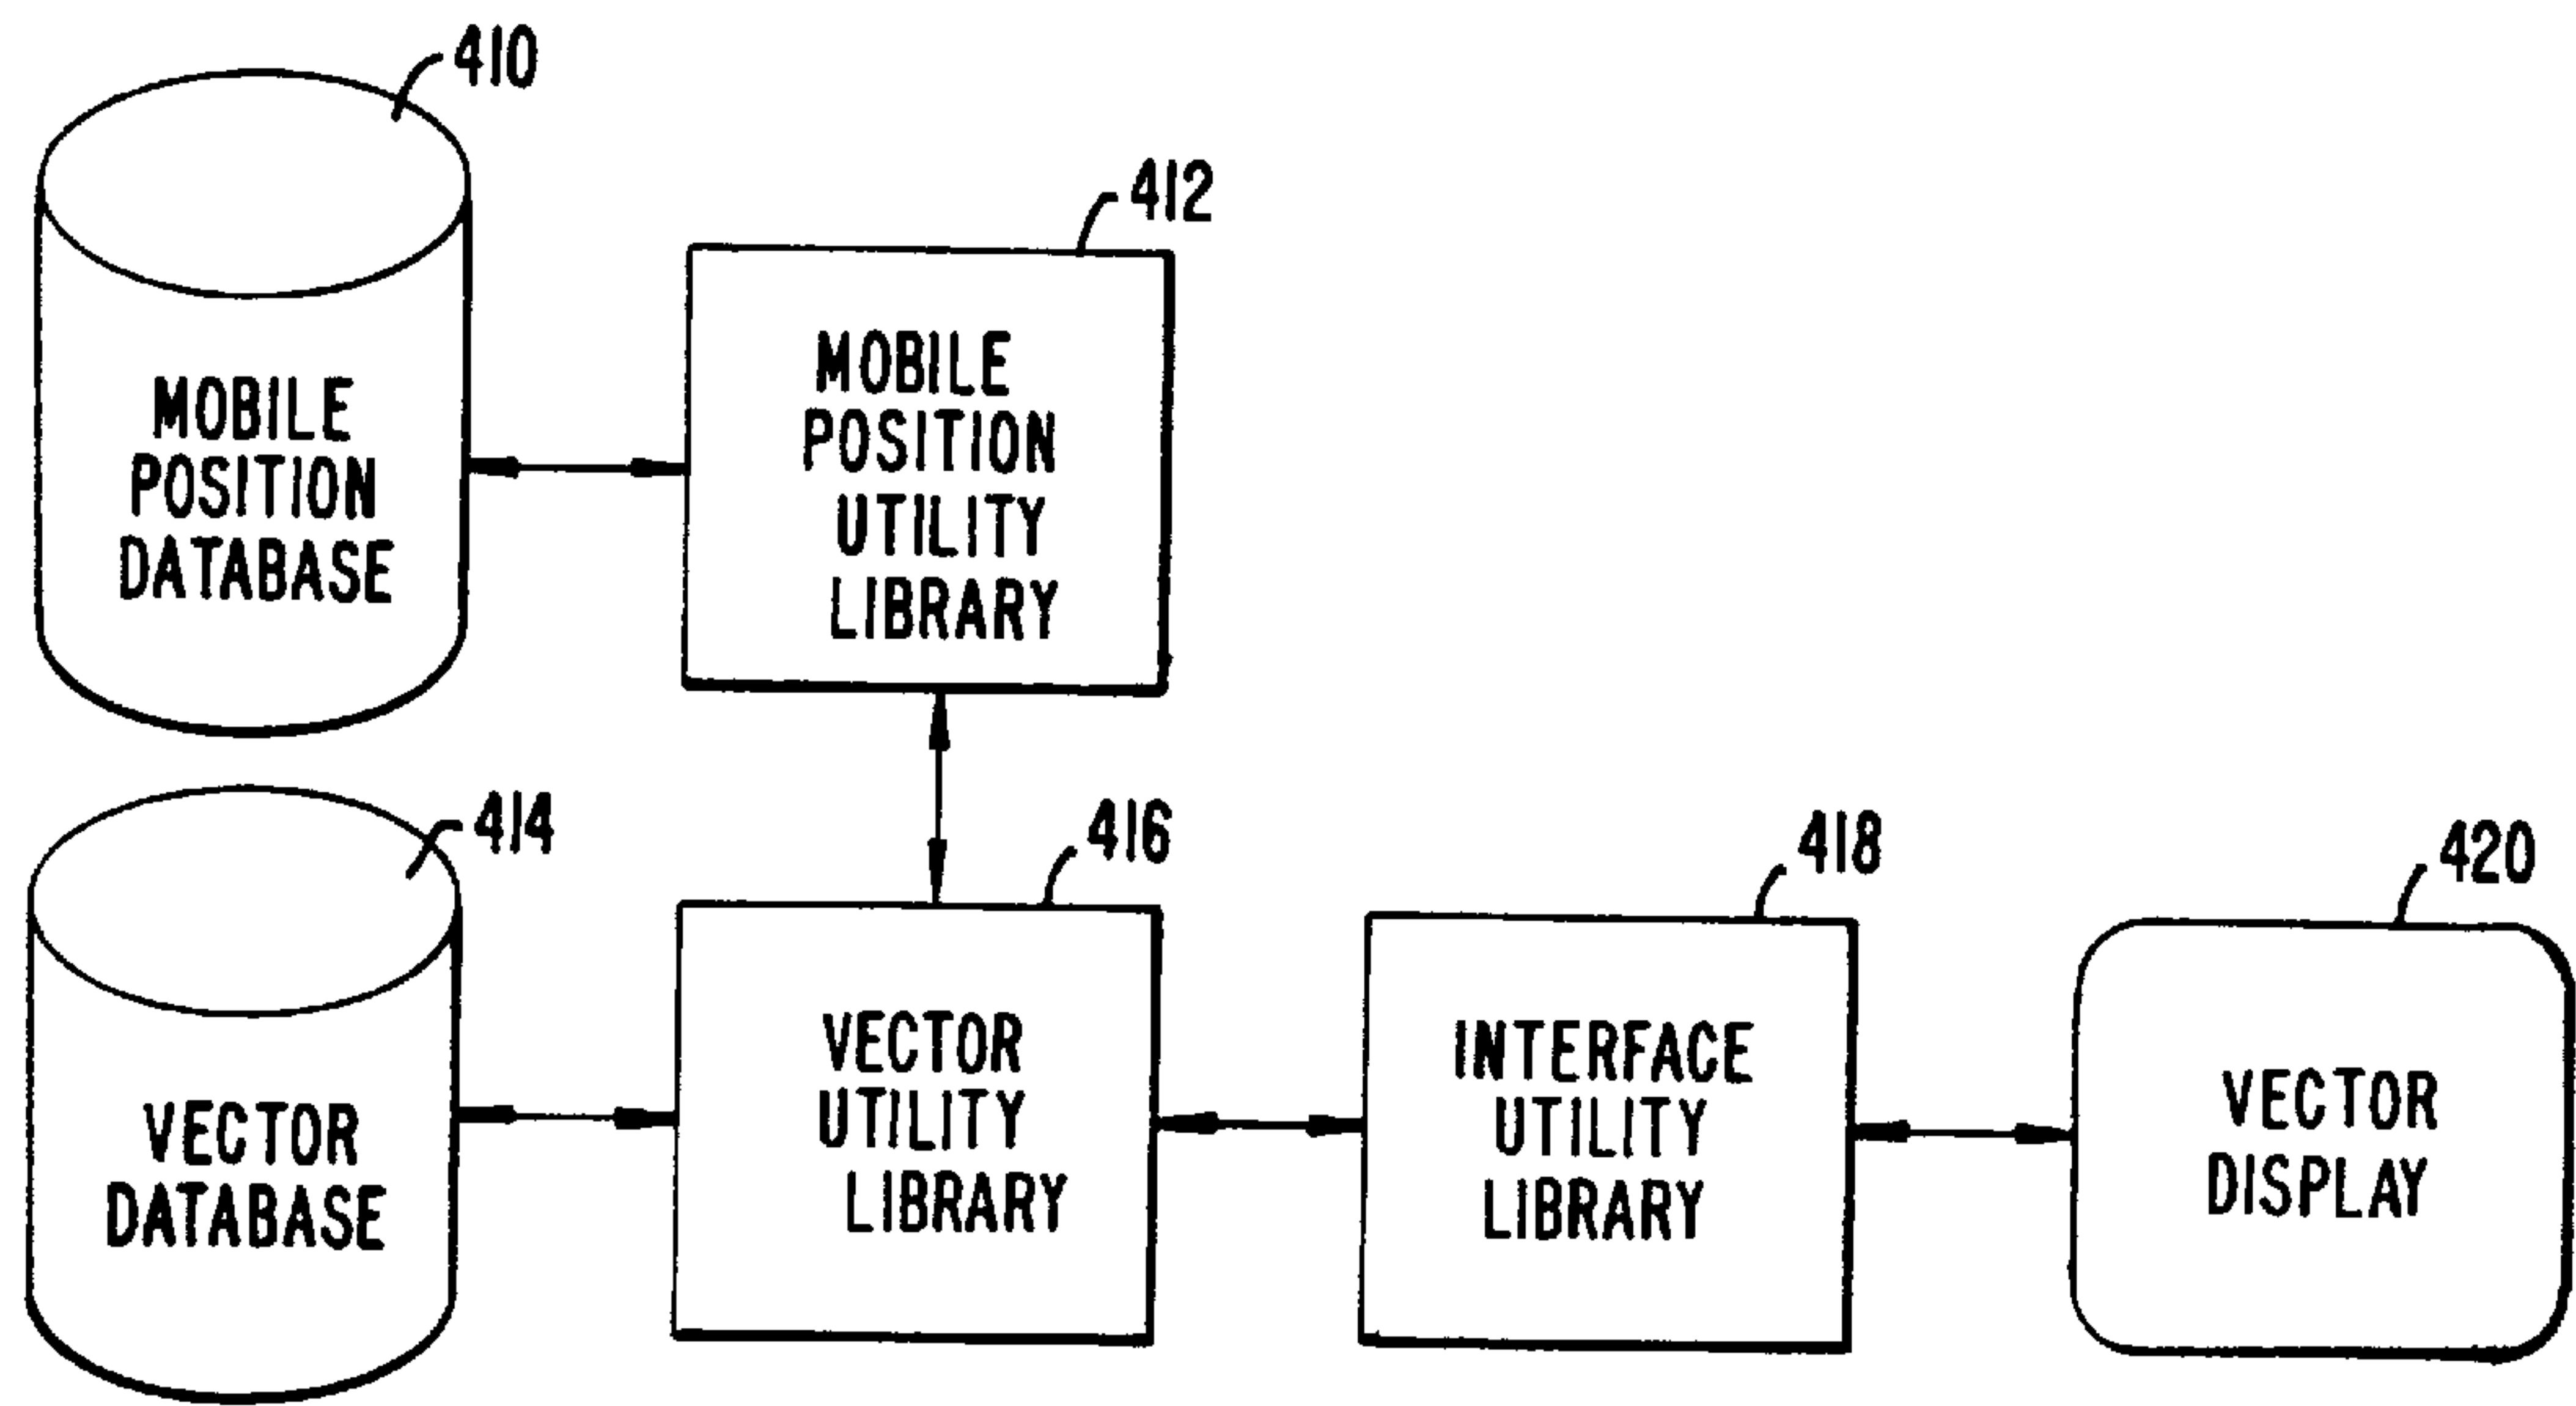 410
MOBILE
POSITION
DATABASE
412
MOBILE
POSITION
UTILITY
LIBRARY
414
VECTOR
DATABASE
416
VECTOR
UTILITY
LIBRARY
418
INTERFACE
UTILITY
LIBRARY
420
VECTOR
DISPLAY